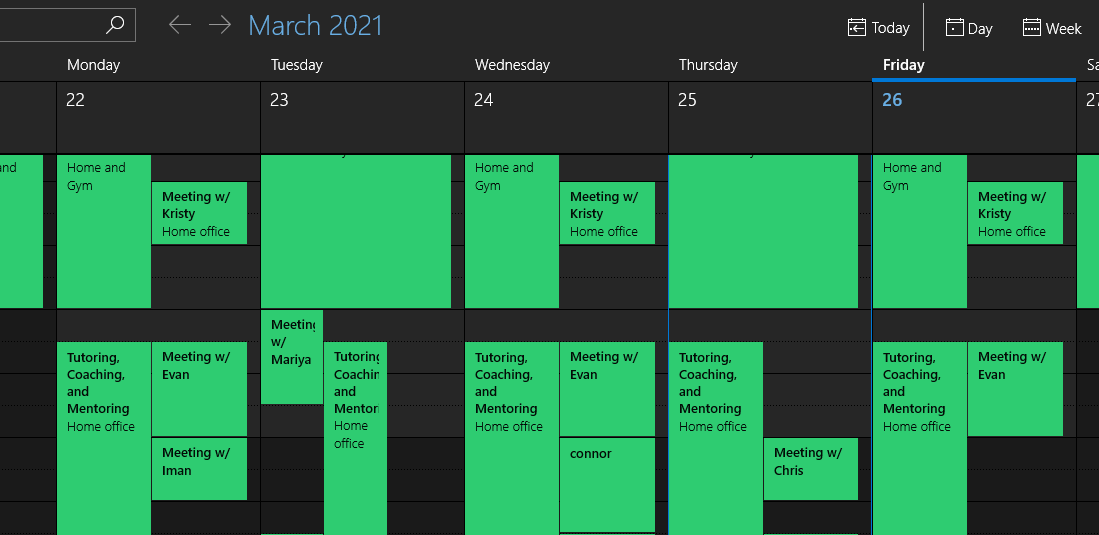 March 2021
Today
Day
Week
Monday
Tuesday
Wednesday
Thursday
Friday
22
23
24
25
26
and
Home and
Gym
Meeting w/
Kristy
Home office
Home and
Gym
Meeting w/
Kristy
Home office
Home and
Gym
Meeting w/
Kristy
Home office
Tutoring,
Coaching,
and
Mentoring
Home office
Meeting w/
Evan
Meeting w/
Iman
Meeting
w/
Mariya
Tutoring,
Coachin
and
Mentor
Home
office
Tutoring,
Coaching,
and
Mentoring
Home office
Meeting w/
Evan
connor
Tutoring,
Coaching,
and
Mentoring
Home office
Meeting w/
Chris
Tutoring,
Coaching,
and
Mentoring
Home office
Meeting w/
Evan